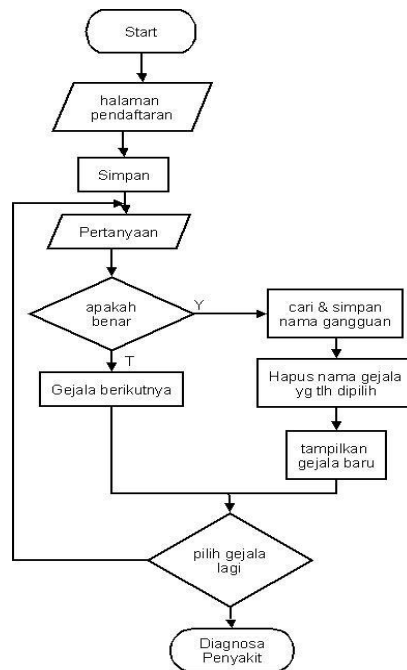 Start
halaman
pendaftaran
Simpan
Pertanyaan
apakah
benar
Y
T
cari & simpan
nama gangguan
Gejala berikutnya
Hapus nama gejala
yg tlh dipilih
tampilkan
gejala baru
pilih gejala
lagi
Diagnosa
Penyakit